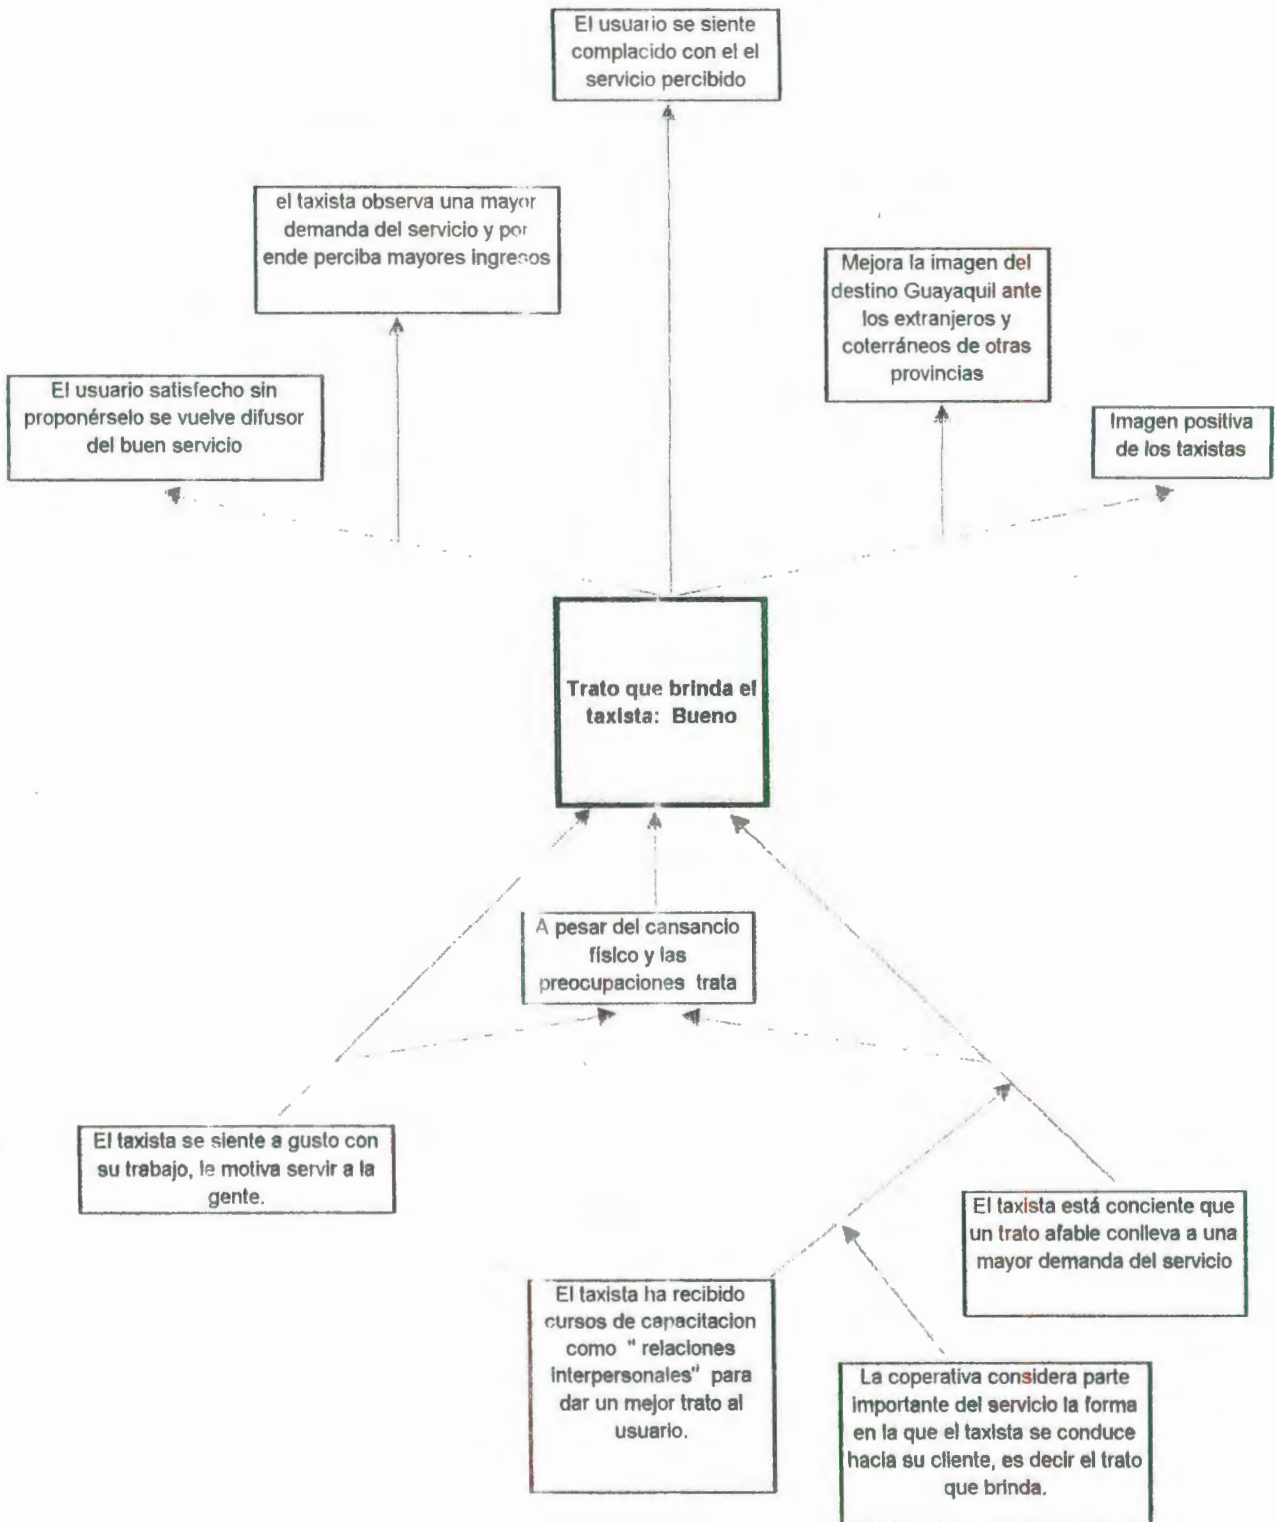 El usuario se siente
complacido con el el
servicio percibido
el taxista observa una mayor
demanda del servicio y por
ende perciba mayores ingresos
Mejora la imagen del
destino Guayaquil ante
los extranjeros y
coterráneos de otras
provincias
El usuario satisfecho sin
proponérselo se vuelve difusor
del buen servicio
Imagen positiva
de los taxistas
Trato que brinda el
taxista: Bueno
A pesar del cansancio
físico y las
preocupaciones trata
El taxista se siente a gusto con
su trabajo, le motiva servir a la
gente.
El taxista está conciente que
un trato afable conlleva a una
mayor demanda del servicio
El taxista ha recibido
cursos de capacitacion
como " relaciones
interpersonales" para
dar un mejor trato al
usuario.
La coperativa considera parte
importante del servicio la forma
en la que el taxista se conduce
hacia su cliente, es decir el trato
que brinda.